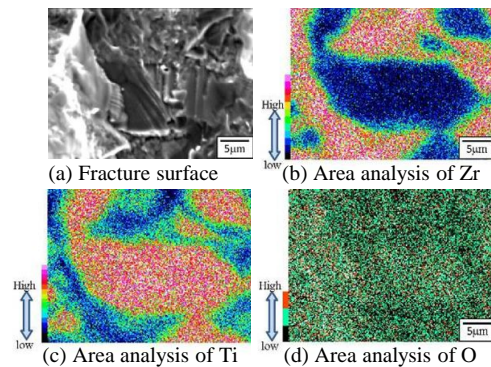 5μm
(a) Fracture surface
High
low
5μm
(b) Area analysis of Zr
High
low
(c) Area analysis of Ti
High
low
5μm
(d) Area analysis of O